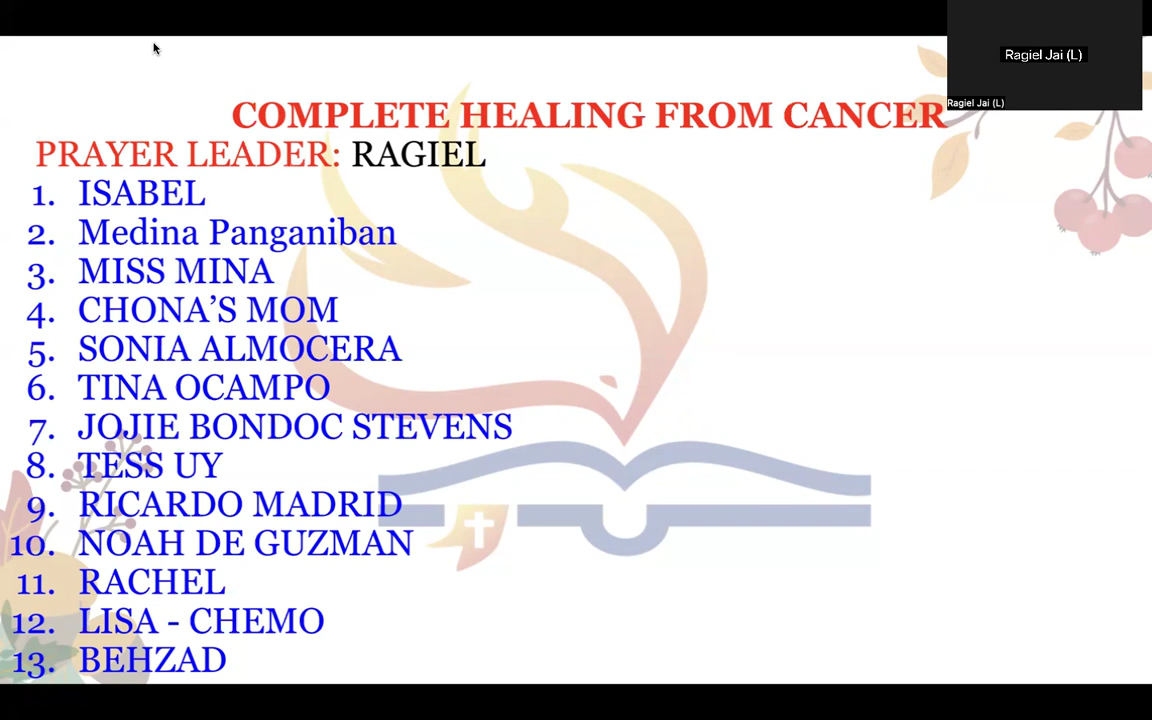 Ragiel Jai (L)
Ragiel Jai (L)
COMPLETE HEALING FROM CANCER
PRAYER LEADER: RAGIEL
1. ISABEL
2. Medina Panganiban
3. MISS MINA
4. CHONA’S MOM
5. SONIA ALMOCERA
6. TINA OCAMPO
7. JOJIE BONDOC STEVENS
8. TESS UY
9. RICARDO MADRID
10. NOAH DE GUZMAN
11. RACHEL
12. LISA - CHEMO
13. BEHZAD